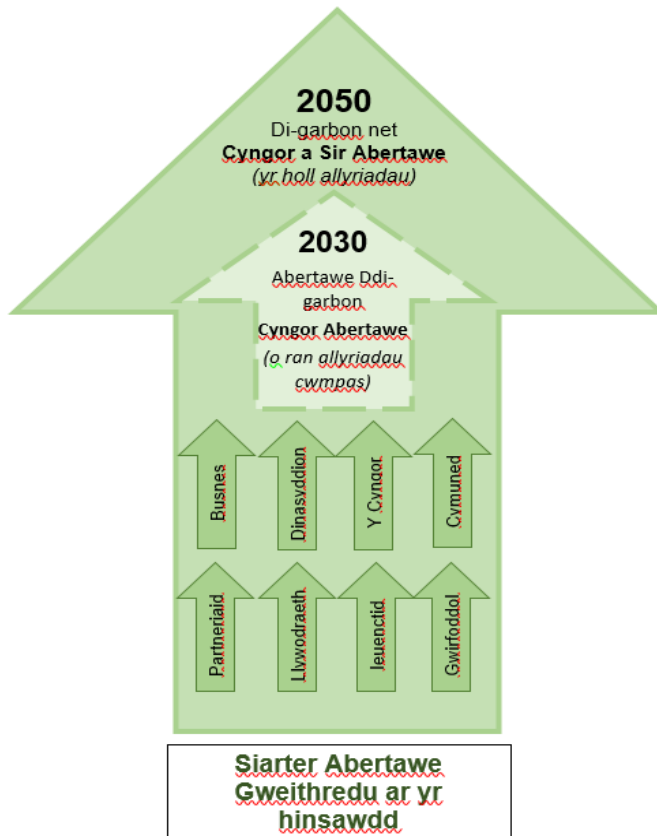 2050
Di-garbon net
Cyngor a Sir Abertawe
(yr holl allyriadau)
2030
Abertawe Ddi-
garbon
Cyngor Abertawe
(o ran allyriadau
cwmpas)
Busnes
Dinasyddion
Y Cyngor
Cymuned
Partneriaid
Llywodraeth
Ieuenctid
Gwirfoddol
Siarter Abertawe
Gweithredu ar yr
hinsawdd